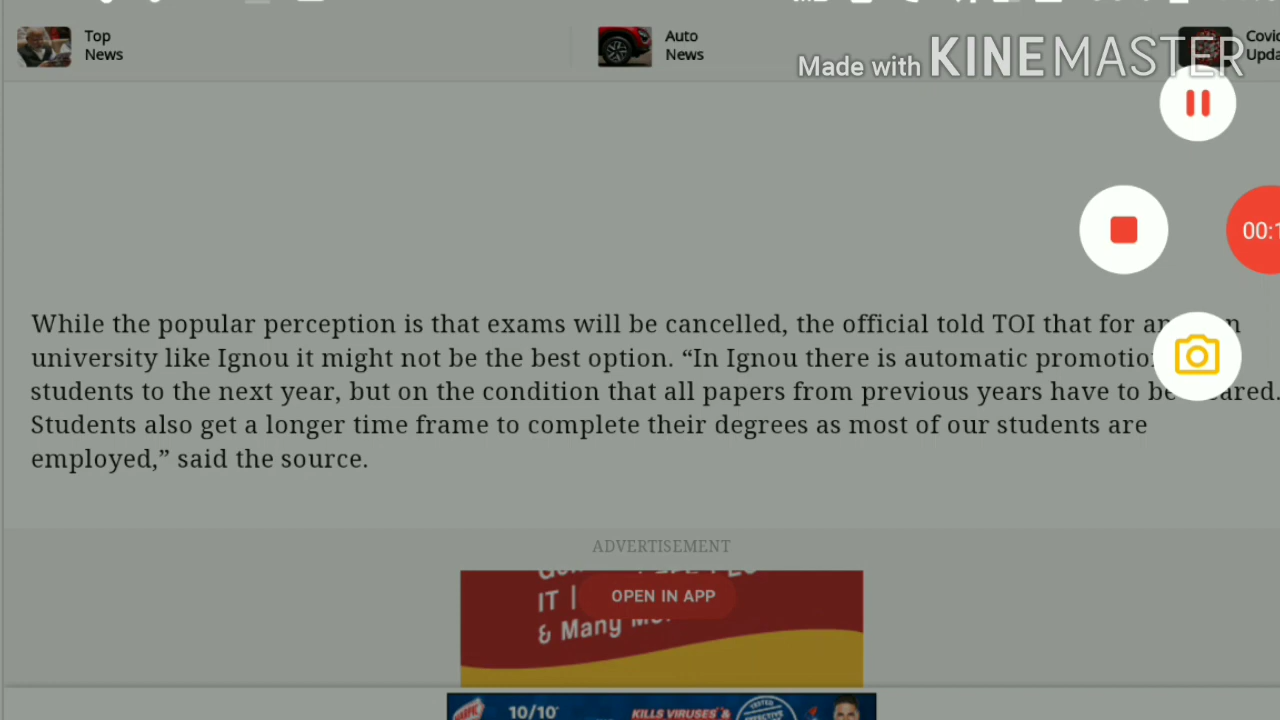 Top
News
Auto
News
Made with KINEMASTER
00:1
While the popular perception is that exams will be cancelled, the official told TOI that for an
university like Ignou it might not be the best option. “In Ignou there is automatic
students to the next year, but on the condition that all papers from previous years have to be
Students also get a longer time frame to complete their degrees as most of our students are
employed,” said the source.
ADVERTISEMENT
IT |
OPEN IN APP
& Many
10/10*
KILLS VIRUSES* &